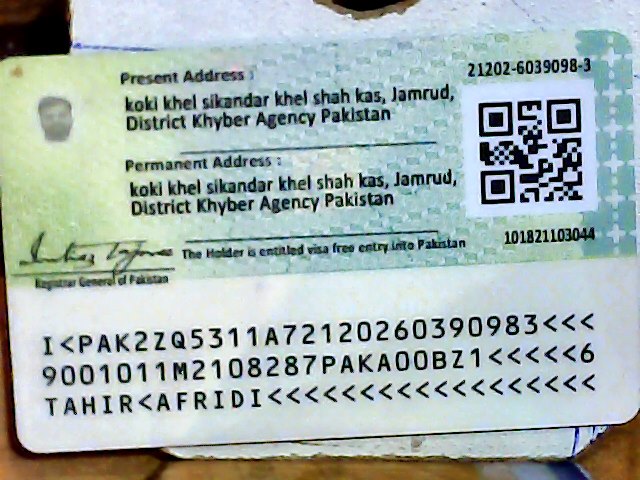 Present Address :
21202-6039098-3
koki khel sikandar khel shah kas, Jamrud,
District Khyber Agency Pakistan
Permanent Address :
koki khel sikandar khel shah kas, Jamrud,
District Khyber Agency Pakistan
101821103044
The Holder is entitled visa free entry into Pakistan
Registrar General of Pakistan
I<PAK2ZQ5311A72120260390983<<<
9001011M2108287PAKA00BZ1<<<<<6
TAHIR<AFRIDI<<<<<<<<<<<<<<<<<<